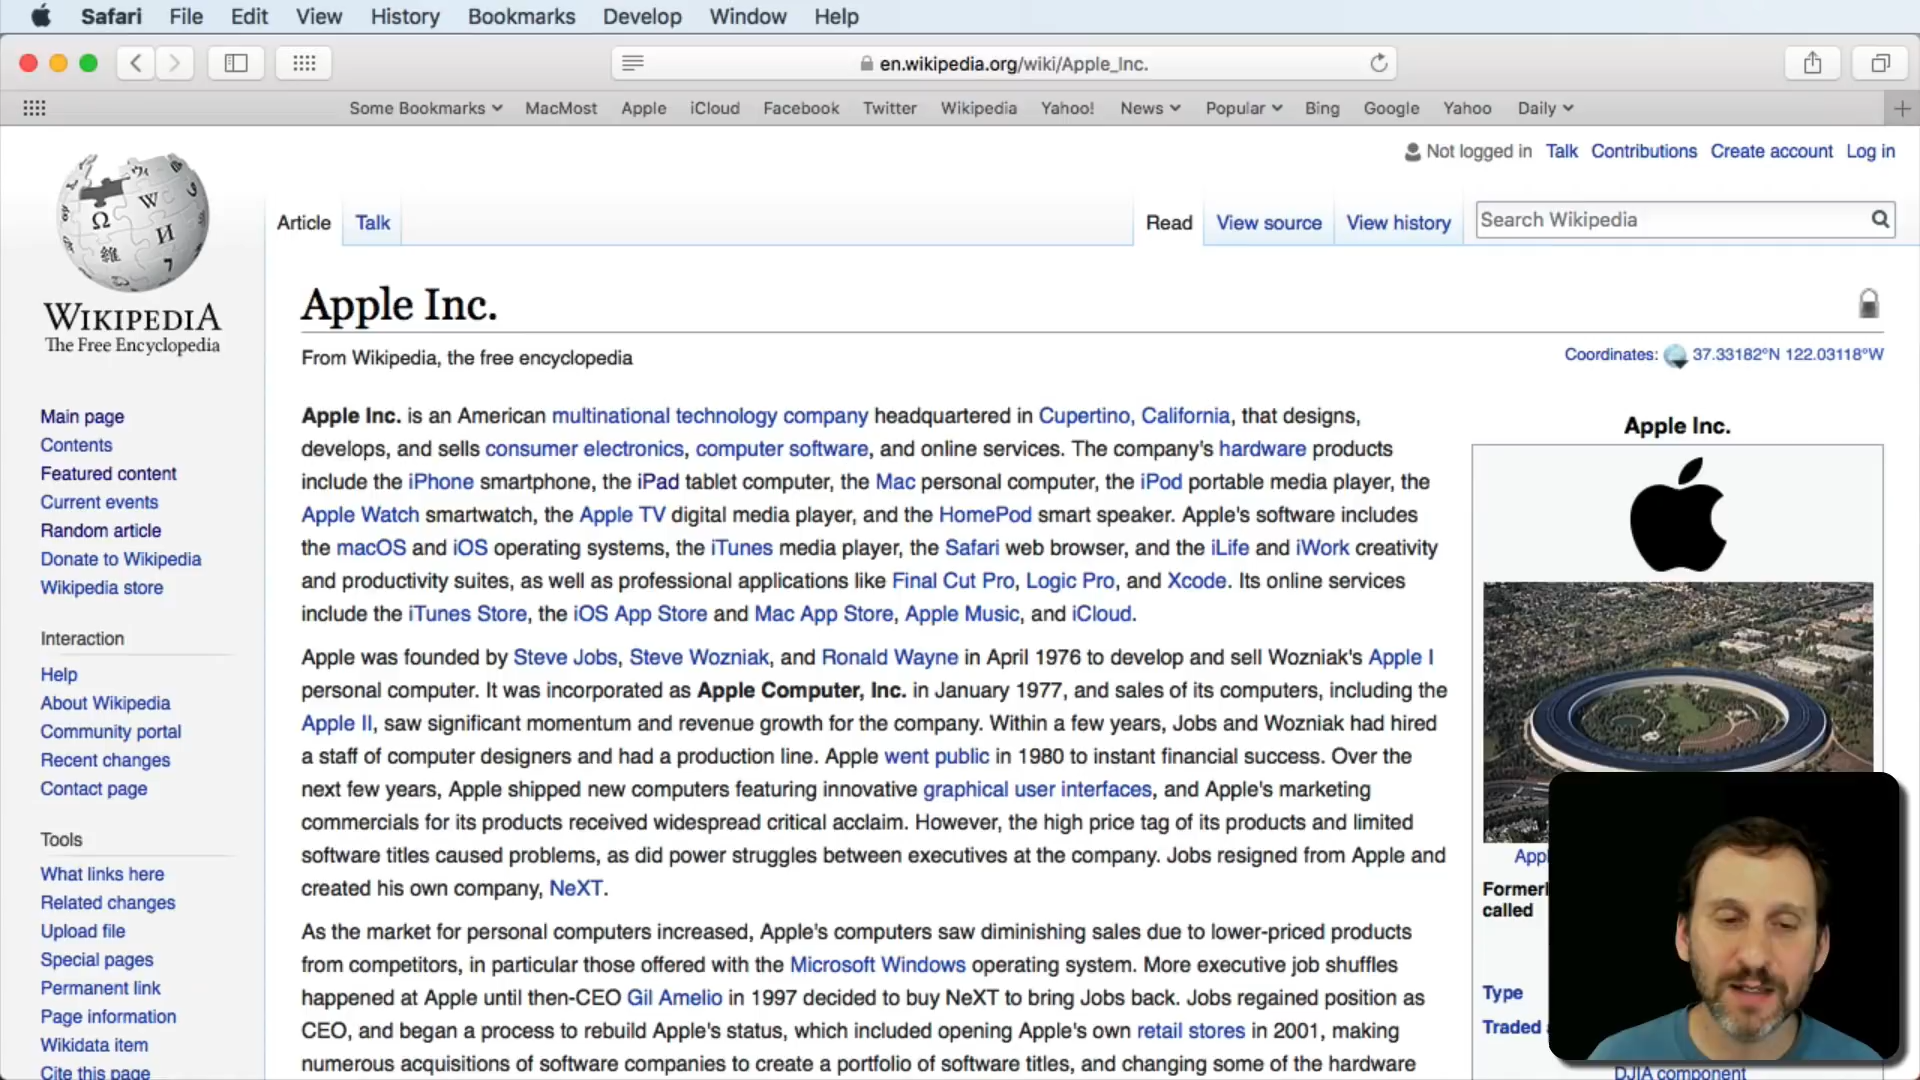 Safari File Edit View History Bookmarks Develop Window Help
en.wikipedia.org/wiki/Apple_Inc.
Some Bookmarks MacMost Apple iCloud Facebook Twitter Wikipedia Yahoo! News Popular Bing Google Yahoo Daily
Not logged in Talk Contributions Create account Log in
Article Talk Read View source View history Search Wikipedia
WIKIPEDIA
The Free Encyclopedia
Main page
Contents
Featured content
Current events
Random article
Donate to Wikipedia
Wikipedia store
Interaction
Help
About Wikipedia
Community portal
Recent changes
Contact page
Tools
What links here
Related changes
Upload file
Special pages
Permanent link
Page information
Wikidata item
Cite this page
Apple Inc.
From Wikipedia, the free encyclopedia
Coordinates: 37.33182°N 122.03118°W
Apple Inc. is an American multinational technology company headquartered in Cupertino, California, that designs,
develops, and sells consumer electronics, computer software, and online services. The company's hardware products
include the iPhone smartphone, the iPad tablet computer, the Mac personal computer, the iPod portable media player, the
Apple Watch smartwatch, the Apple TV digital media player, and the HomePod smart speaker. Apple's software includes
the macOS and iOS operating systems, the iTunes media player, the Safari web browser, and the iLife and iWork creativity
and productivity suites, as well as professional applications like Final Cut Pro, Logic Pro, and Xcode. Its online services
include the iTunes Store, the iOS App Store and Mac App Store, Apple Music, and iCloud.
Apple was founded by Steve Jobs, Steve Wozniak, and Ronald Wayne in April 1976 to develop and sell Wozniak's Apple I
personal computer. It was incorporated as Apple Computer, Inc. in January 1977, and sales of its computers, including the
Apple II, saw significant momentum and revenue growth for the company. Within a few years, Jobs and Wozniak had hired
a staff of computer designers and had a production line. Apple went public in 1980 to instant financial success. Over the
next few years, Apple shipped new computers featuring innovative graphical user interfaces, and Apple's marketing
commercials for its products received widespread critical acclaim. However, the high price tag of its products and limited
software titles caused problems, as did power struggles between executives at the company. Jobs resigned from Apple and
created his own company, NeXT.
As the market for personal computers increased, Apple's computers saw diminishing sales due to lower-priced products
from competitors, in particular those offered with the Microsoft Windows operating system. More executive job shuffles
happened at Apple until then-CEO Gil Amelio in 1997 decided to buy NeXT to bring Jobs back. Jobs regained position as
CEO, and began a process to rebuild Apple's status, which included opening Apple's own retail stores in 2001, making
numerous acquisitions of software companies to create a portfolio of software titles, and changing some of the hardware
Apple Inc.
called
Type
Traded
DJIA component